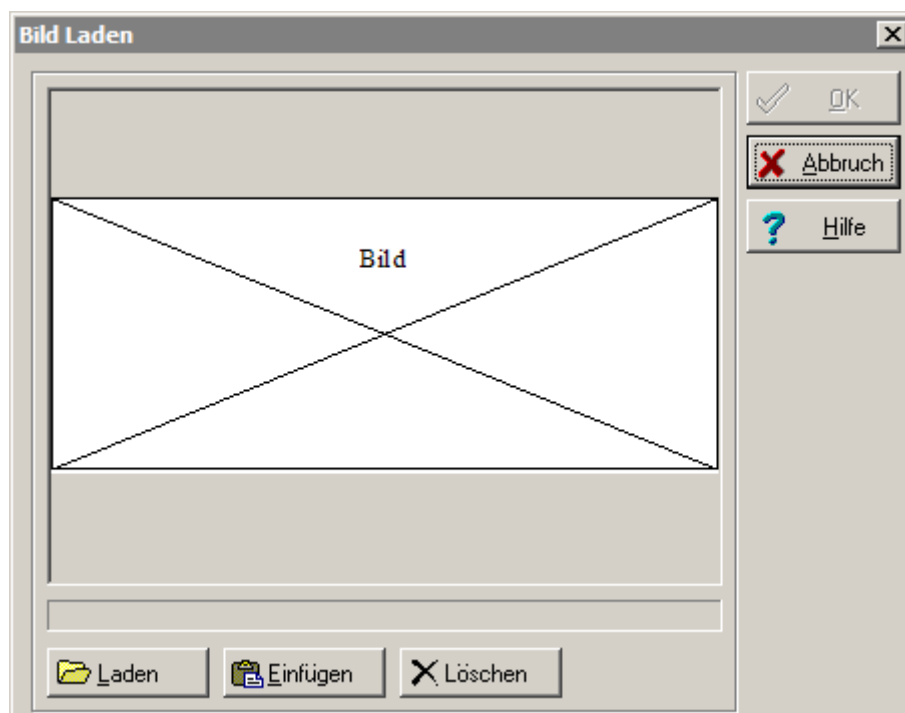 Bild Laden
Bild
OK
Abbruch
Hilfe
Laden
Einfügen
Löschen